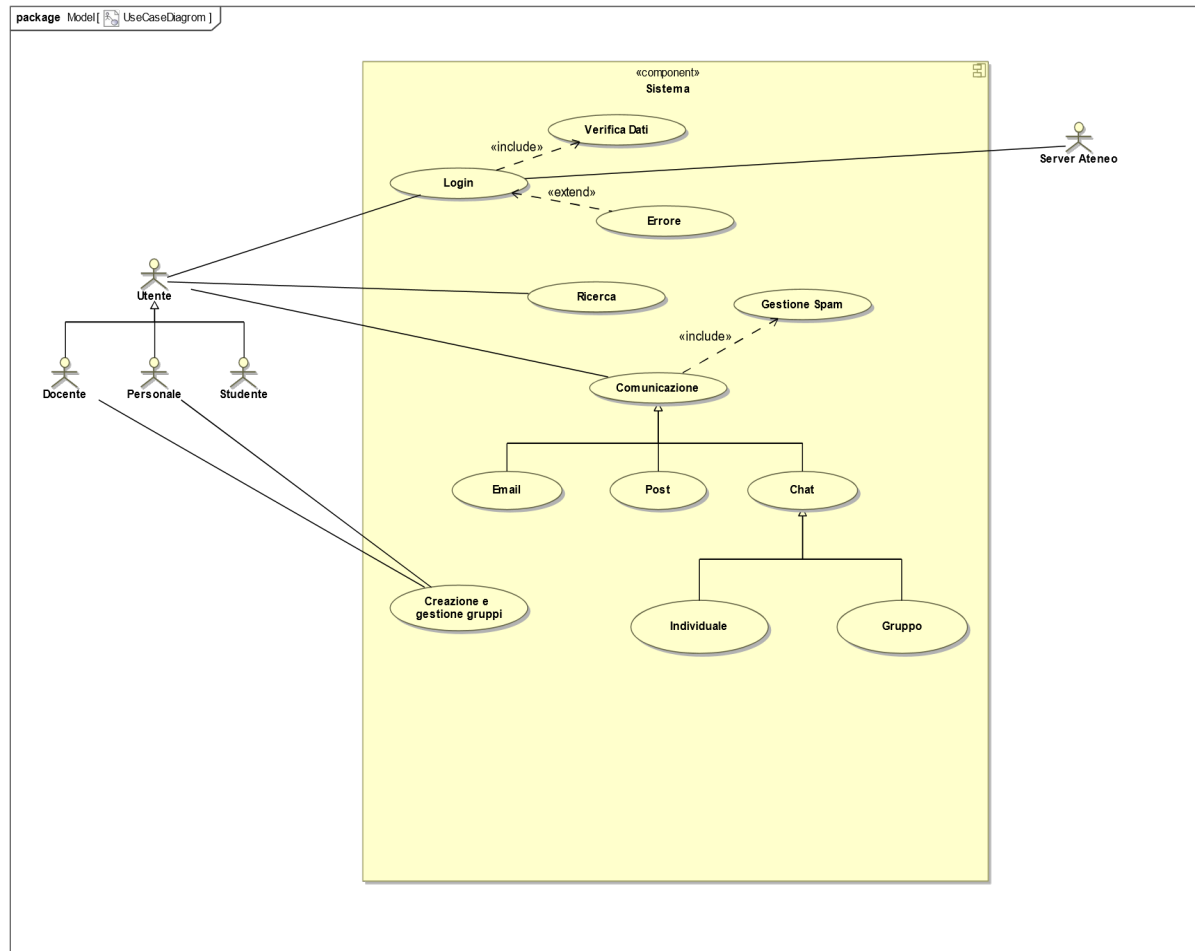 package Model [ UseCaseDiagrom ]
«component»
Sistema
Verifica Dati
«include»
Server Ateneo
Login
«extend»
Errore
Utente
Ricerca
Gestione Spam
«include»
Docente
Personale
Studente
Comunicazione
Email
Post
Chat
Creazione e
gestione gruppi
Individuale
Gruppo